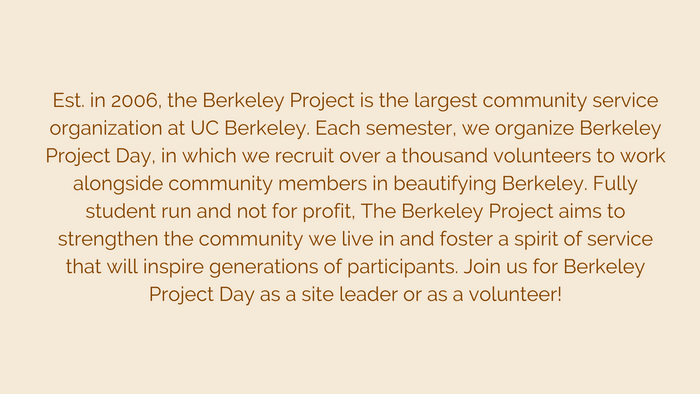 Est. in 2006, the Berkeley Project is the largest community service
organization at UC Berkeley. Each semester, we organize Berkeley
Project Day, in which we recruit over a thousand volunteers to work
alongside community members in beautifying Berkeley. Fully
student run and not for profit, The Berkeley Project aims to
strengthen the community we live in and foster a spirit of service
that will inspire generations of participants. Join us for Berkeley
Project Day as a site leader or as a volunteer!